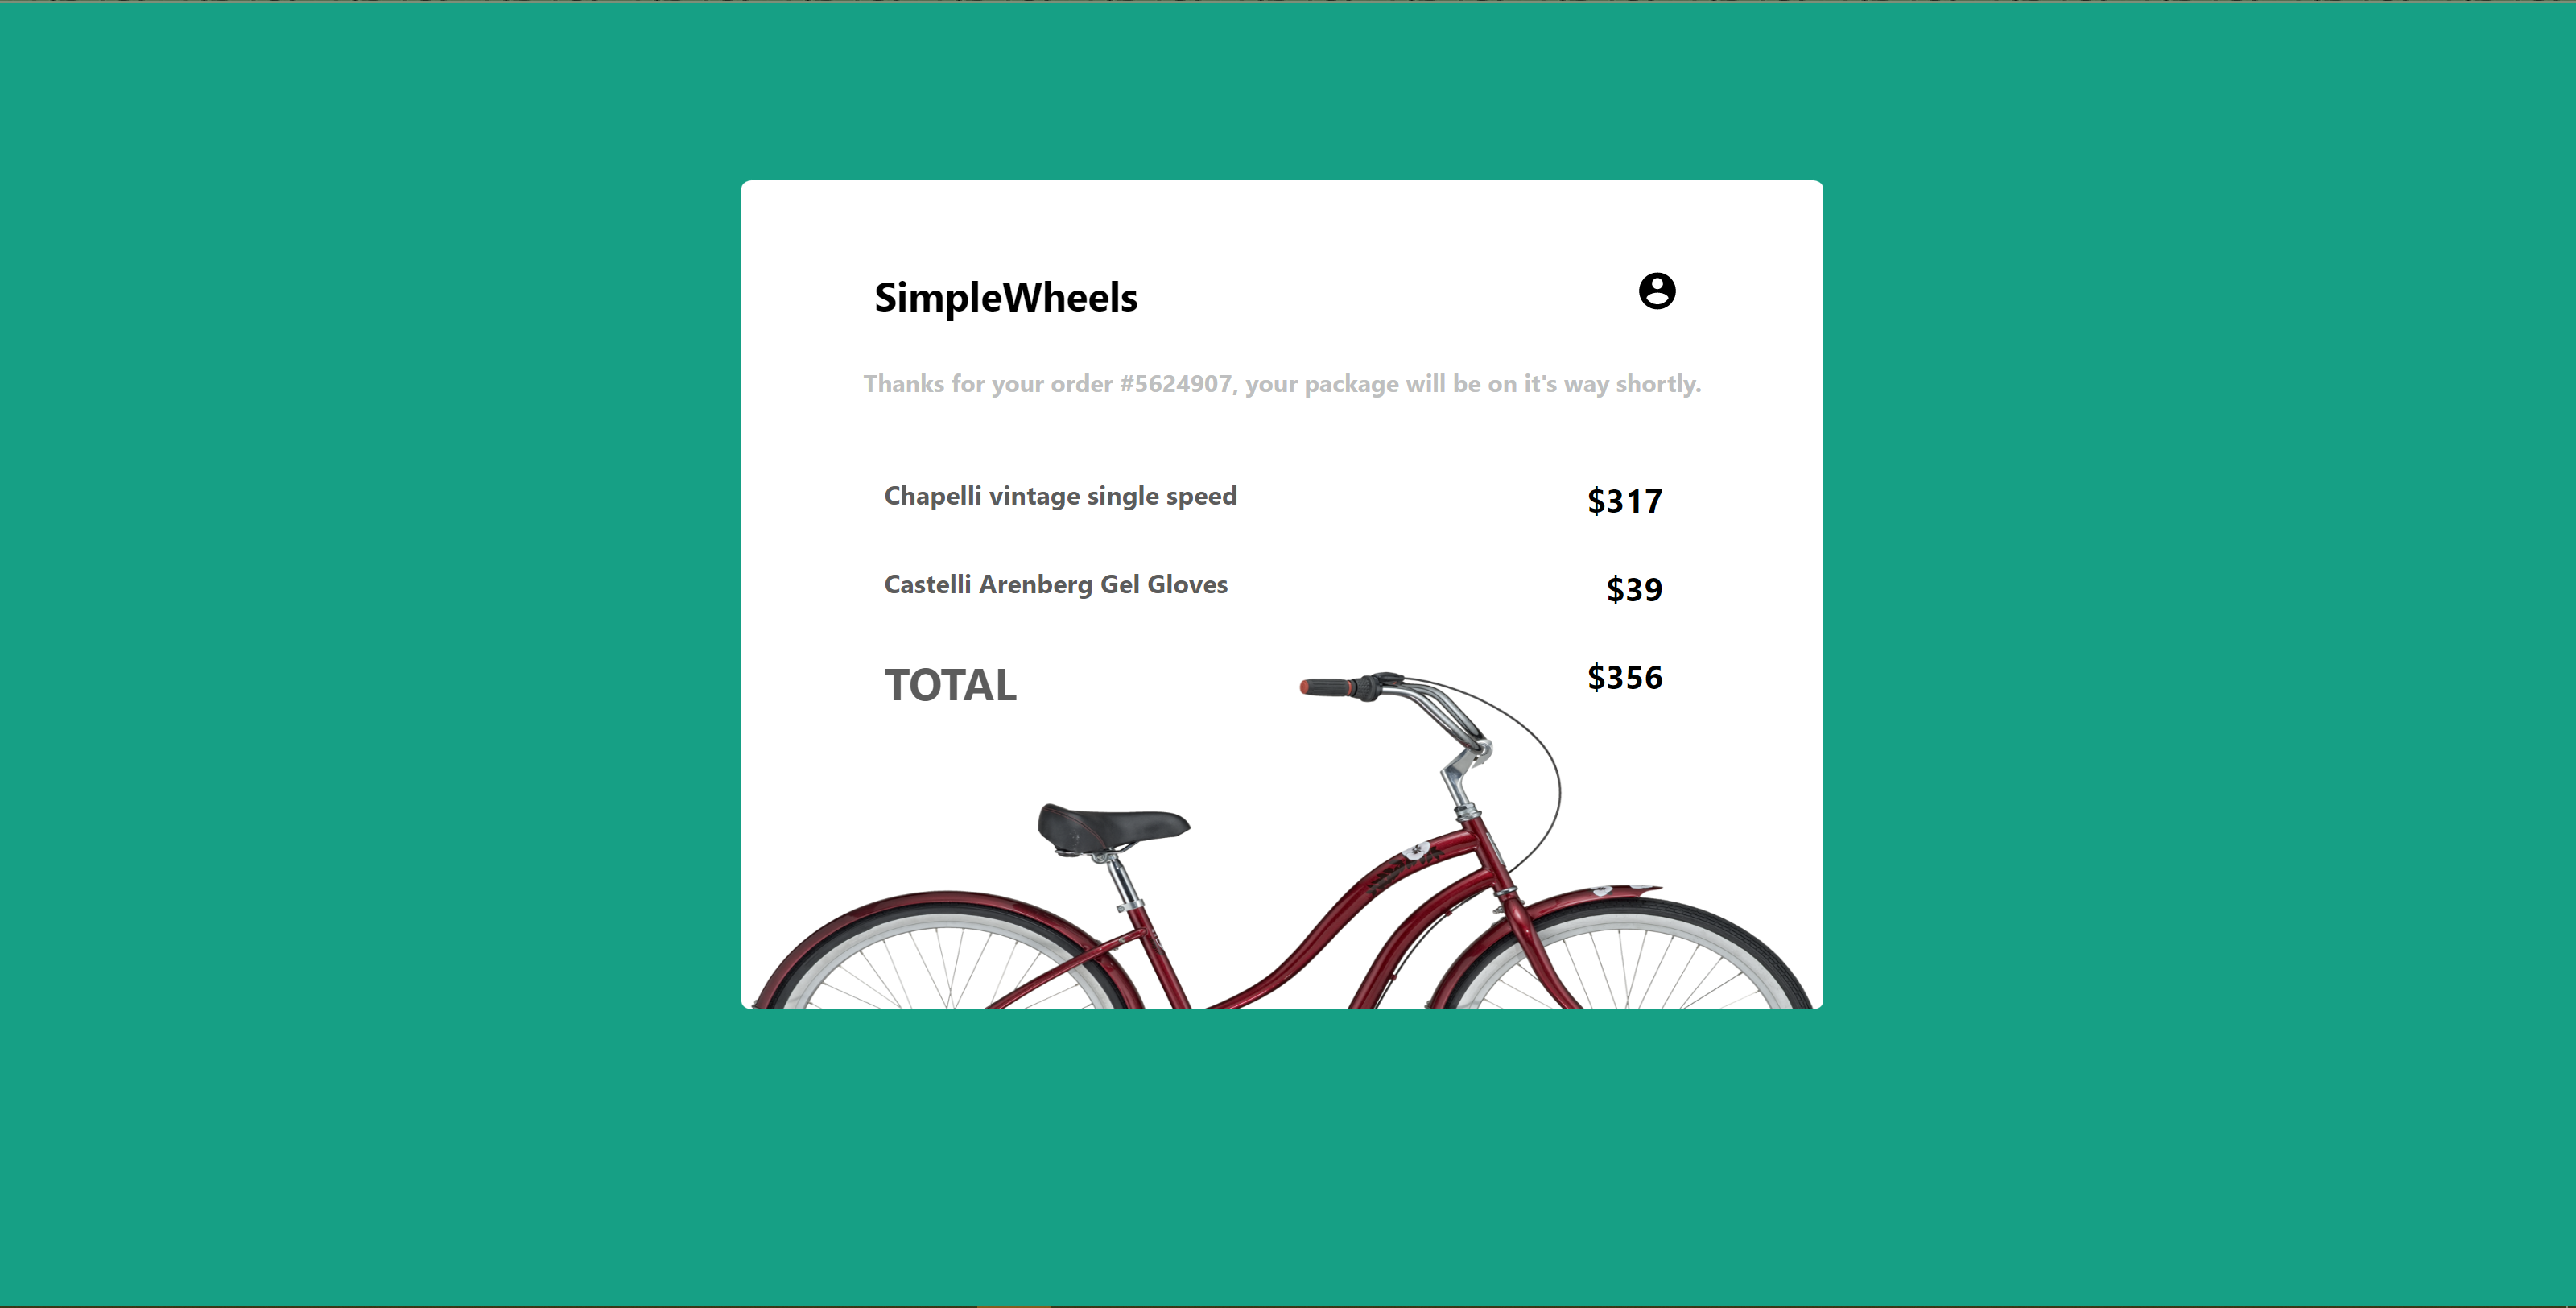 SimpleWheels
Thanks for your order #5624907, your package will be on it's way shortly.
Chapelli vintage single speed $317
Castelli Arenberg Gel Gloves $39
TOTAL $356